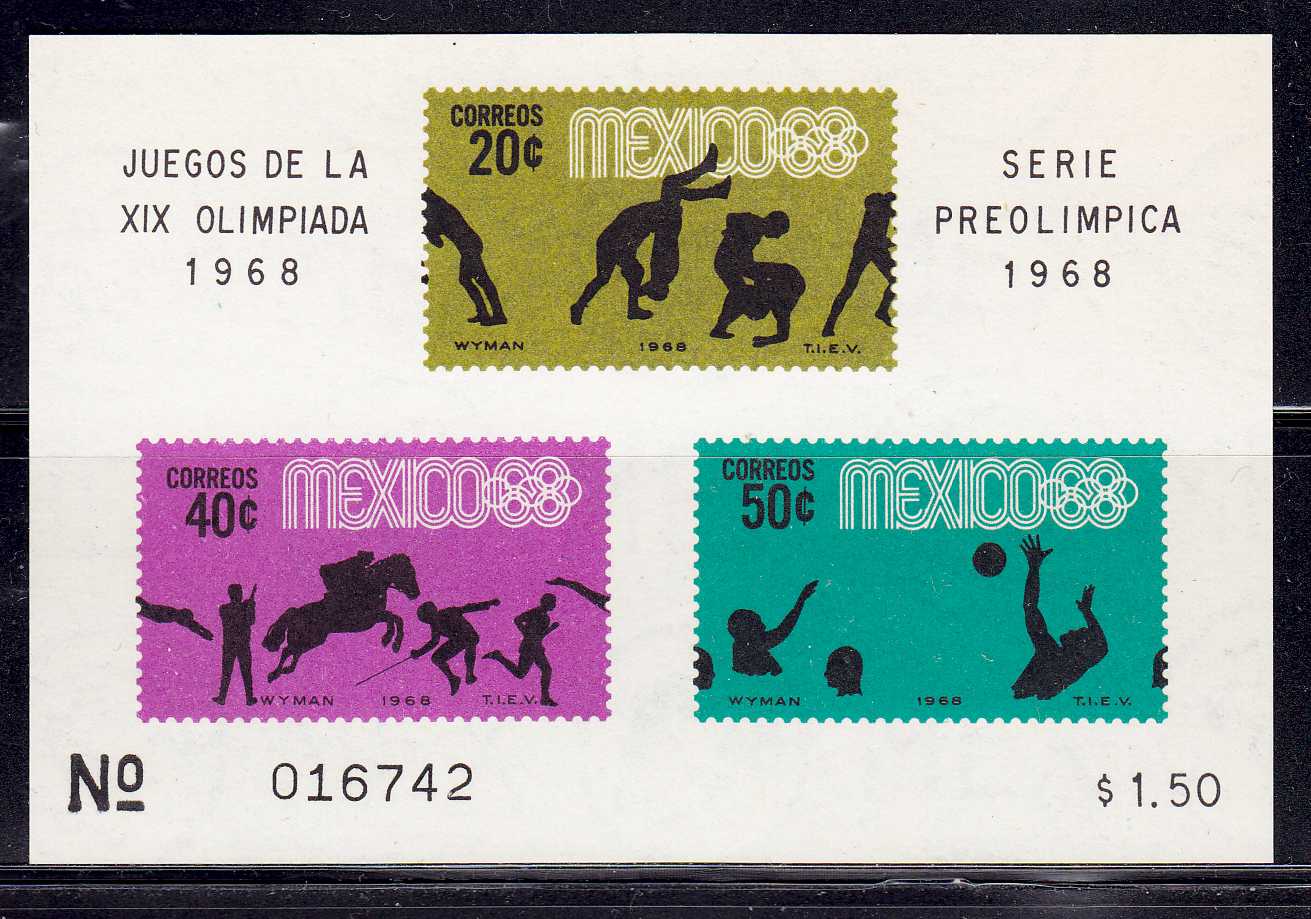 JUEGOS DE LA
XIX OLIMPIADA
1968
SERIE
PREOLIMPICA
1968
CORREOS
20¢
MEXICO68
WYMAN 1968 T.I.E.V.
CORREOS
40¢
MEXICO68
WYMAN 1968 T.I.E.V.
CORREOS
50¢
MEXICO68
WYMAN 1968 T.I.E.V.
Nº 016742
$1.50